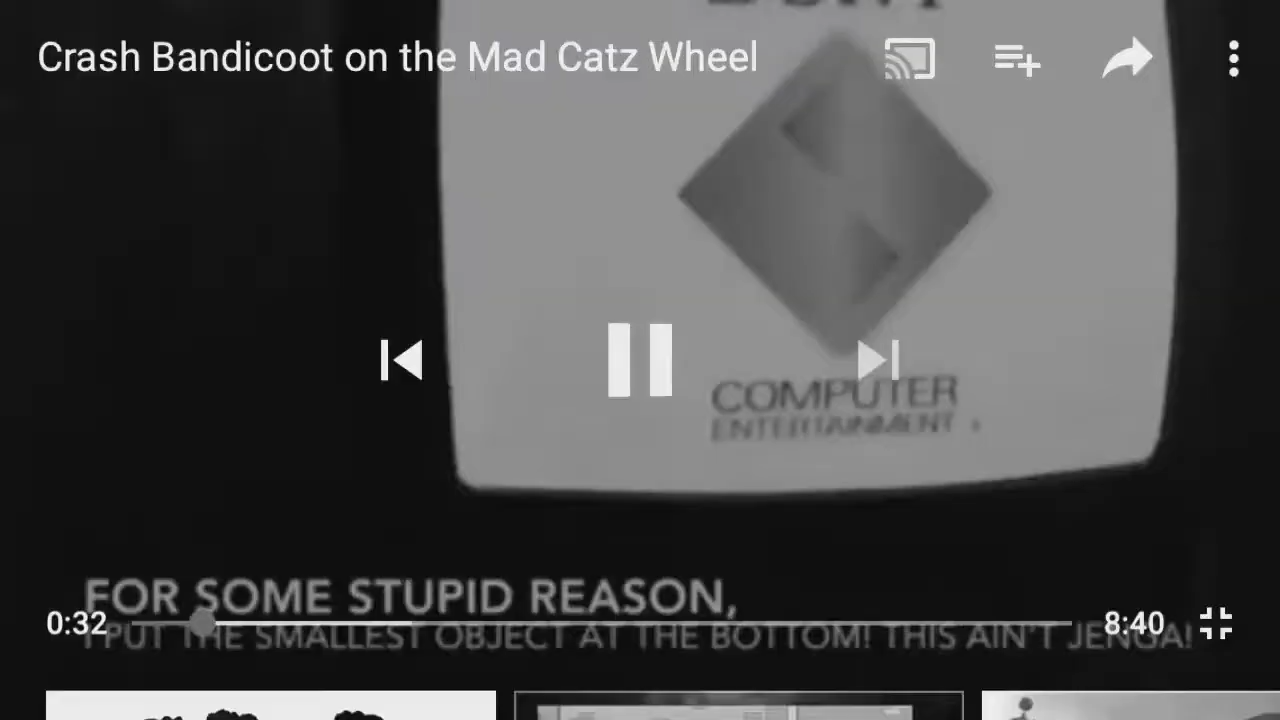 Crash Bandicoot on the Mad Catz Wheel
COMPUTER
ENTERTAINMENT
FOR SOME STUPID REASON,
I PUT THE SMALLEST OBJECT AT THE BOTTOM! THIS AIN'T JENGA!
0:32
8:40